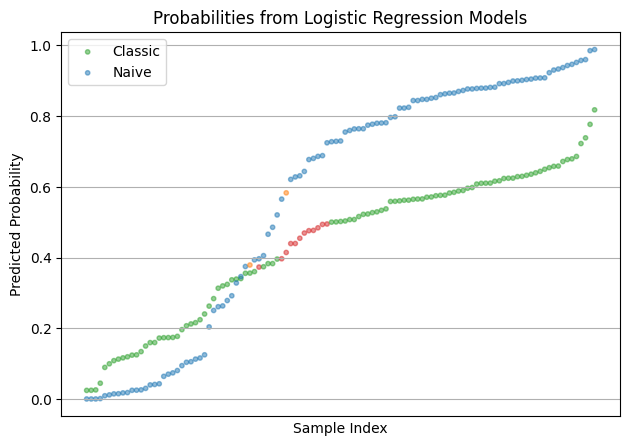 Probabilities from Logistic Regression Models
Classic
Naive
Predicted Probability
1.0
0.8
0.6
0.4
0.2
0.0
Sample Index